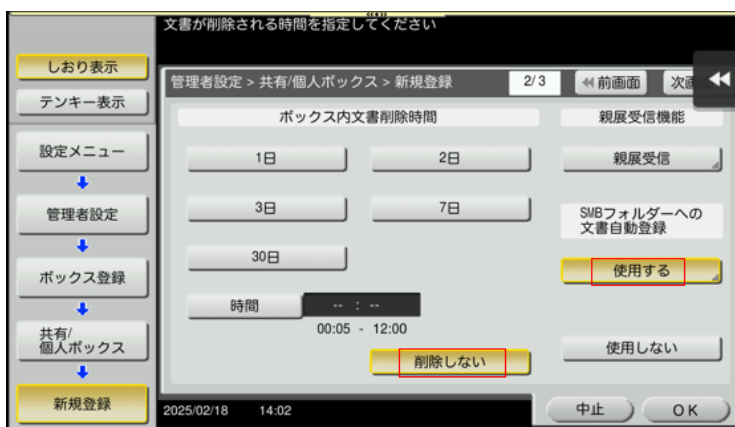 文書が削除される時間を指定してください
しおり表示
テンキー表示
設定メニュー
管理者設定
ボックス登録
共有/
個人ボックス
新規登録
管理者設定 > 共有/個人ボックス > 新規登録
2/3
前画面
ボックス内文書削除時間
1日
2日
3日
7日
30日
時間
-- : --
00:05 - 12:00
削除しない
親展受信機能
親展受信
SMBフォルダーへの
文書自動登録
使用する
使用しない
2025/02/18 14:02
中止
OK